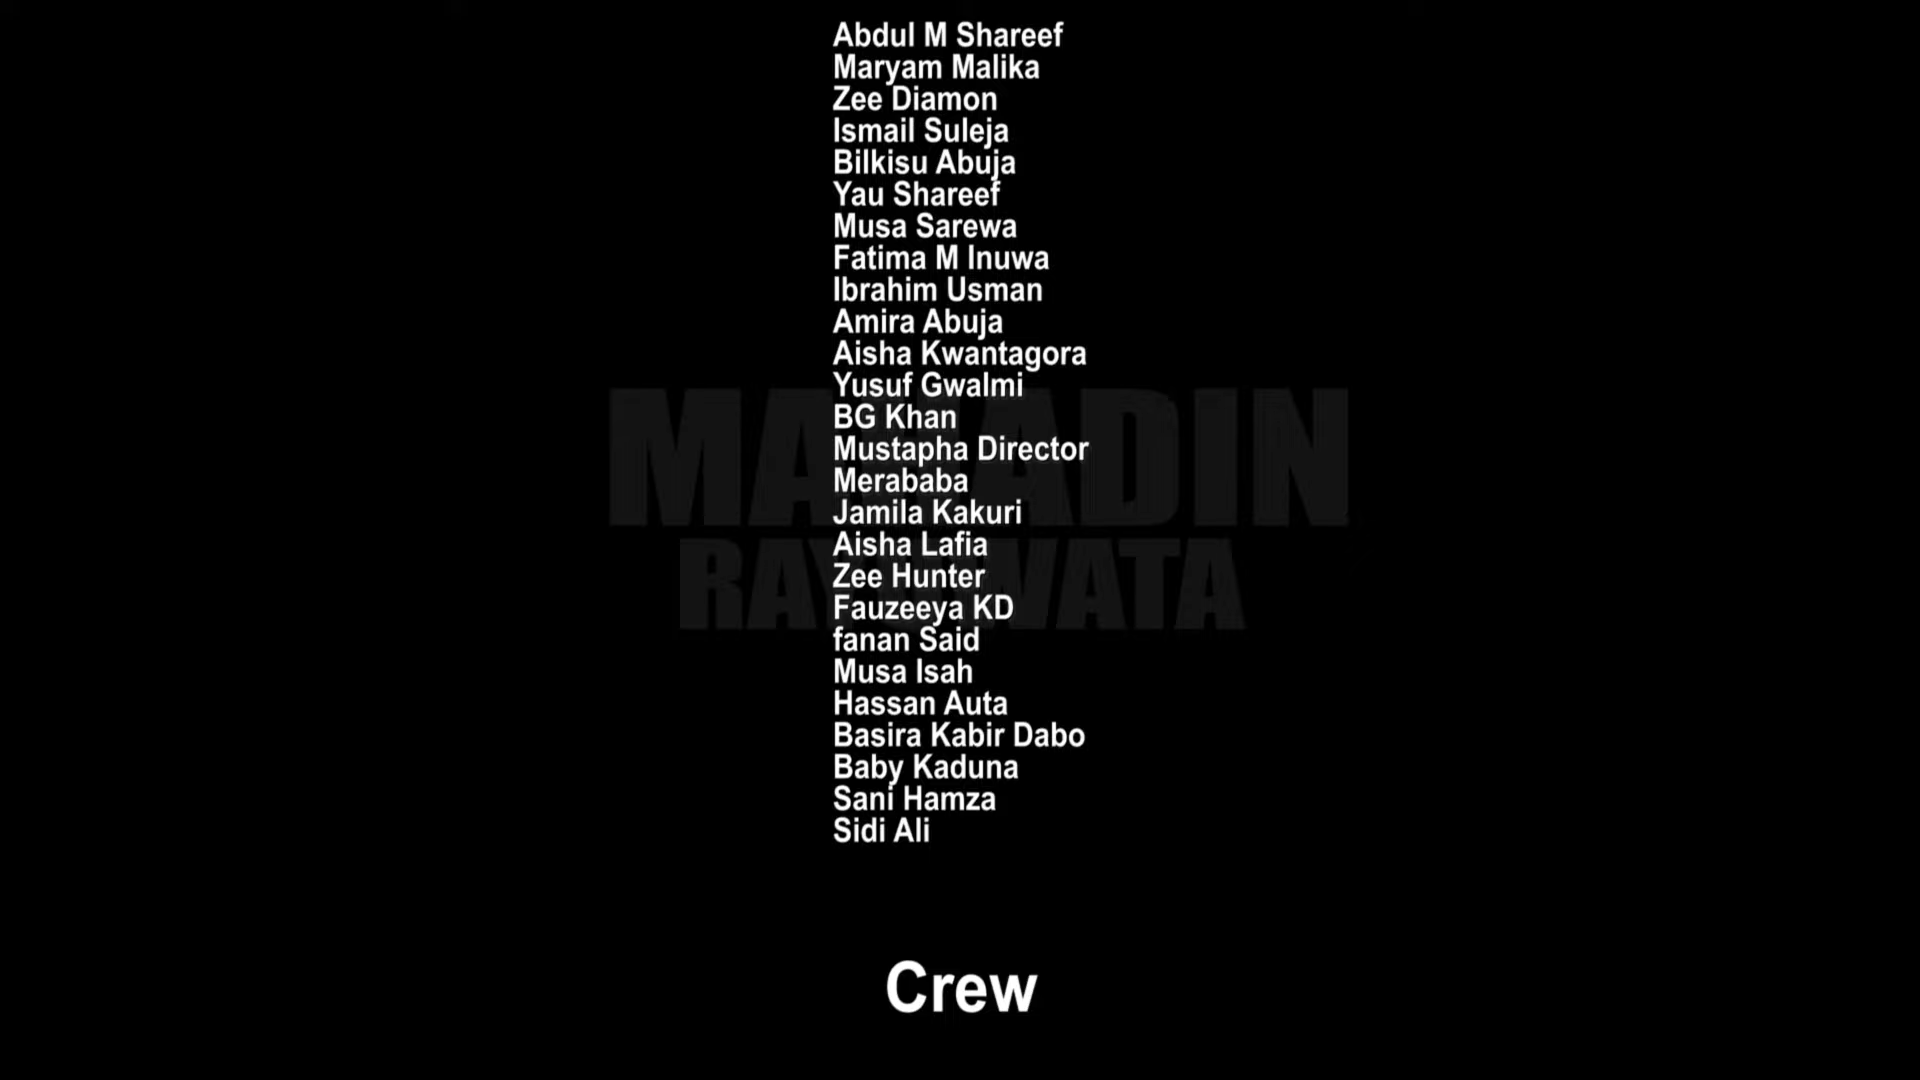 Abdul M Shareef
Maryam Malika
Zee Diamon
Ismail Suleja
Bilkisu Abuja
Yau Shareef
Musa Sarewa
Fatima M Inuwa
Ibrahim Usman
Amira Abuja
Aisha Kwantagora
Yusuf Gwalmi
BG Khan
Mustapha Director
Merababa
Jamila Kakuri
Aisha Lafia
Zee Hunter
Fauzeeya KD
fanan Said
Musa Isah
Hassan Auta
Basira Kabir Dabo
Baby Kaduna
Sani Hamza
Sidi Ali
MAHADIN
RAYUWATA
Crew